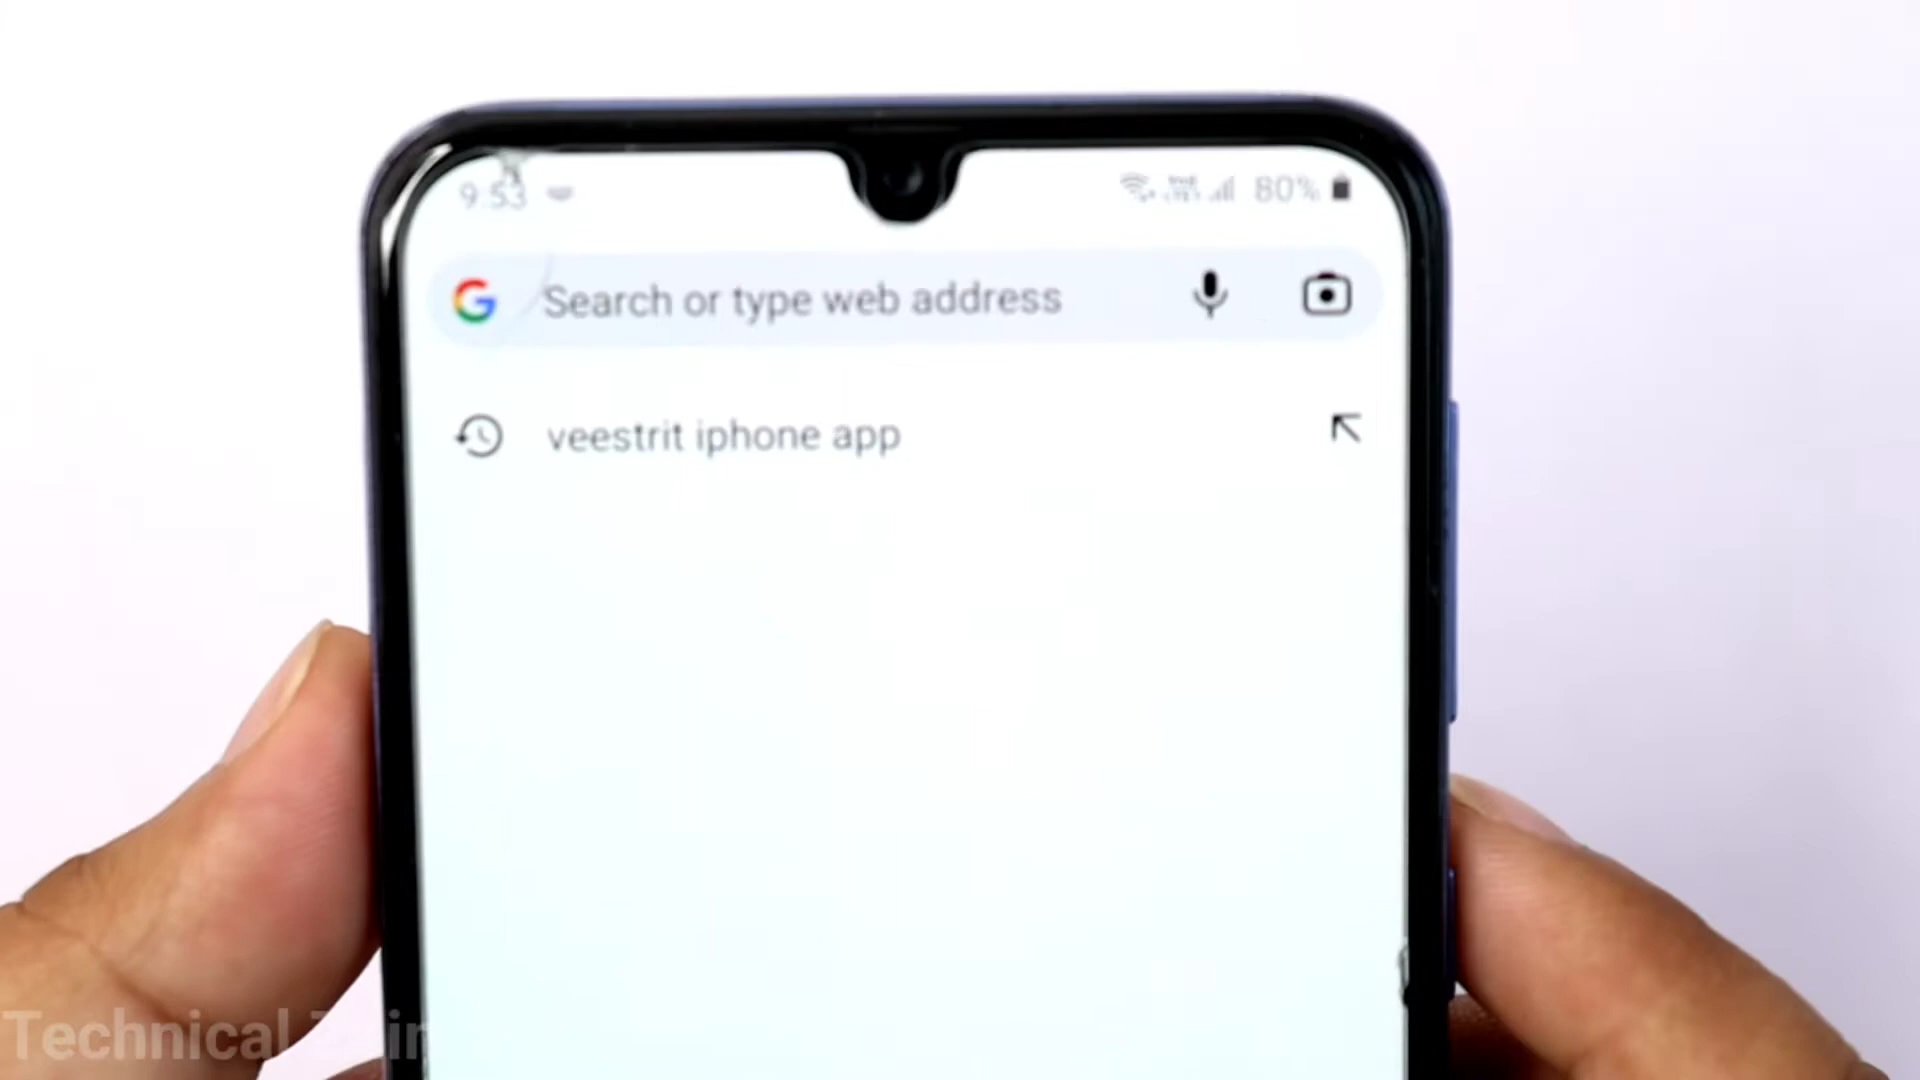 9:53
80%
Search or type web address
veestrit iphone app
Technical